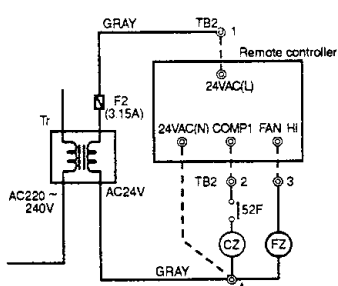 GRAY
TB2
1
Remote controller
24VAC(L)
F2
(3.15A)
Tr
24VAC(N) COMP1 FAN HI
AC220 ~
240V
AC24V
TB2 2 3
52F
CZ
FZ
GRAY